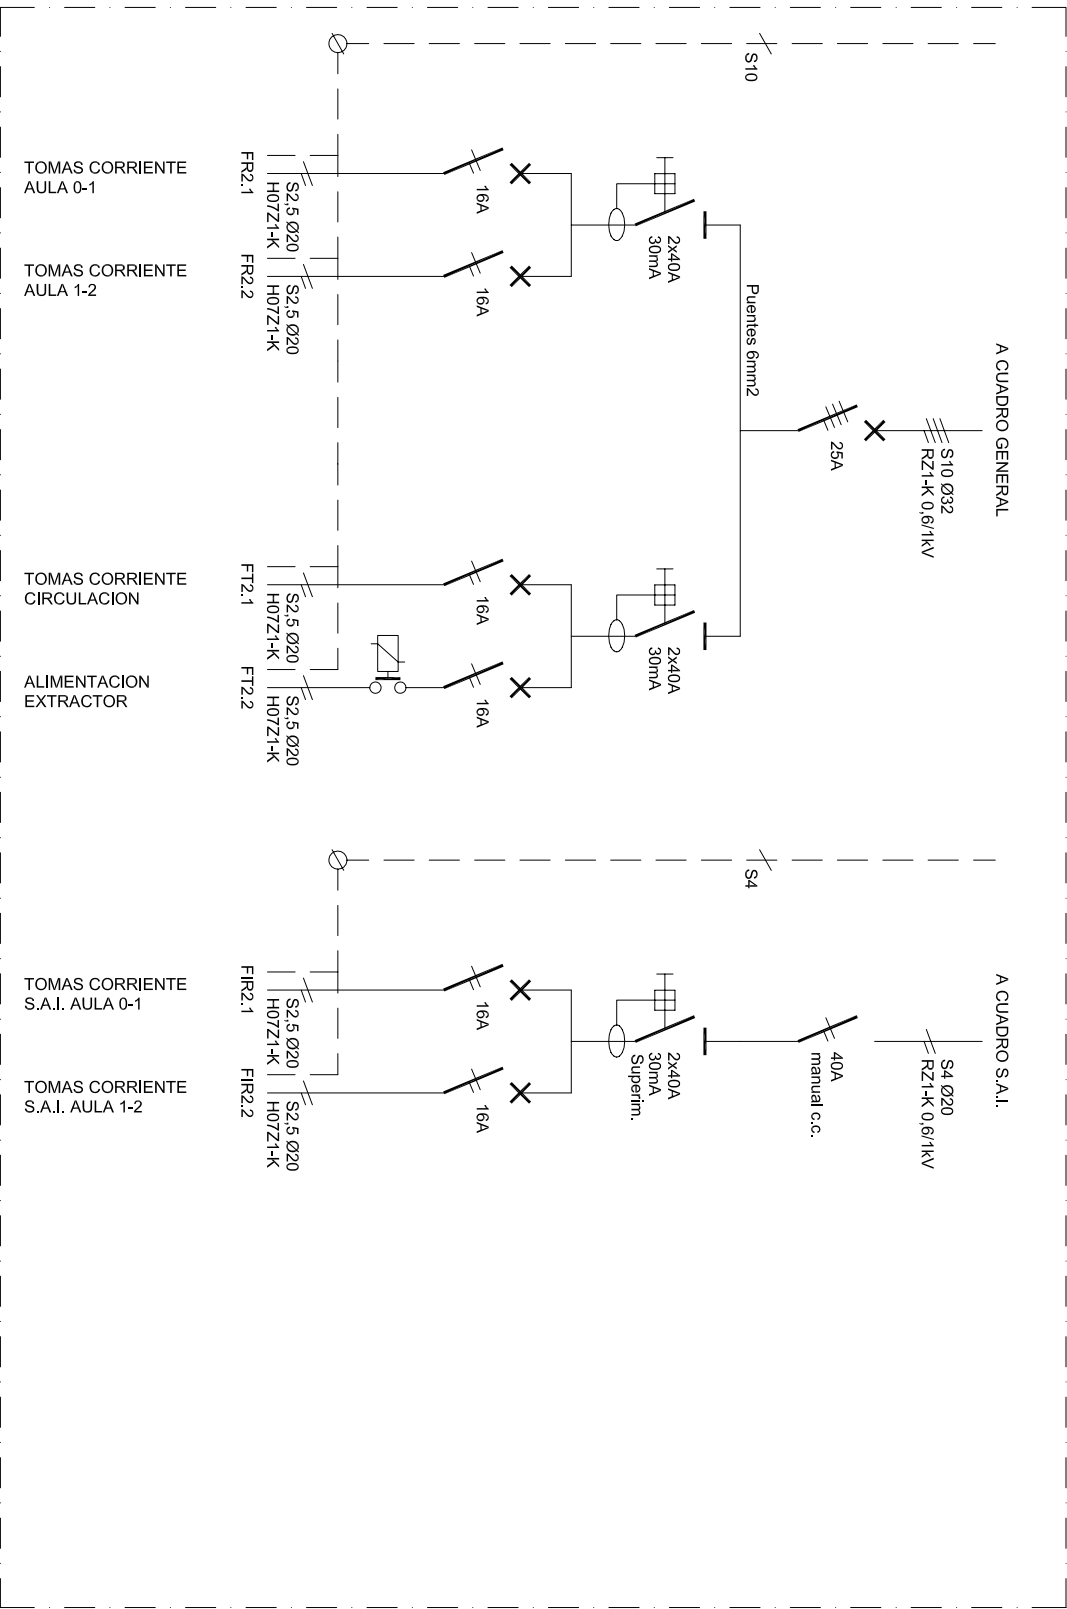 A CUADRO GENERAL
S10 Ø32
RZ1-K 0,6/1kV
25A
S10
Puentes 6mm2
2x40A
30mA
2x40A
30mA
16A
16A
16A
16A
FR2.1
S2,5 Ø20
H07Z1-K
TOMAS CORRIENTE
AULA 0-1
FR2.2
S2,5 Ø20
H07Z1-K
TOMAS CORRIENTE
AULA 1-2
FT2.1
S2,5 Ø20
H07Z1-K
TOMAS CORRIENTE
CIRCULACION
FT2.2
S2,5 Ø20
H07Z1-K
ALIMENTACION
EXTRACTOR
A CUADRO S.A.I.
S4 Ø20
RZ1-K 0,6/1kV
40A
manual c.c.
S4
2x40A
30mA
Superim.
16A
16A
FIR2.1
S2,5 Ø20
H07Z1-K
TOMAS CORRIENTE
S.A.I. AULA 0-1
FIR2.2
S2,5 Ø20
H07Z1-K
TOMAS CORRIENTE
S.A.I. AULA 1-2